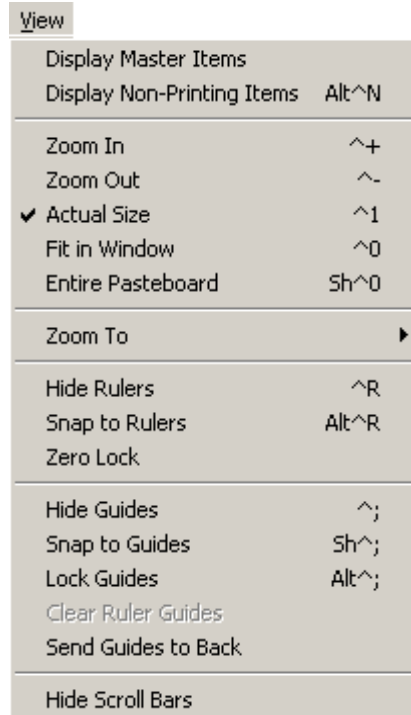 View
Display Master Items
Display Non-Printing Items Alt^N
Zoom In ^+
Zoom Out ^-
Actual Size ^1
Fit in Window ^0
Entire Pasteboard Sh^0
Zoom To
Hide Rulers ^R
Snap to Rulers Alt^R
Zero Lock
Hide Guides ^;
Snap to Guides Sh^;
Lock Guides Alt^;
Clear Ruler Guides
Send Guides to Back
Hide Scroll Bars